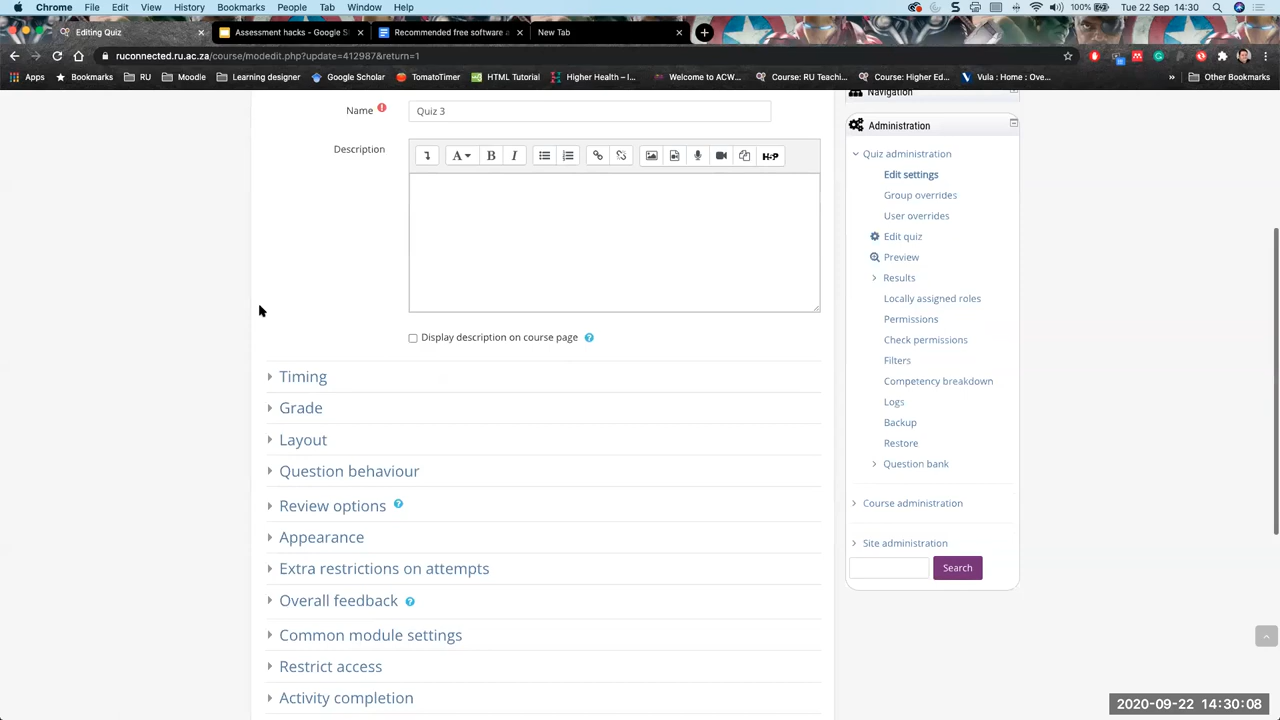 Chrome File Edit View History Bookmarks People Tab Window Help 100% Tue 22 Sep 14:30
Editing Quiz Assessment hacks - Google S Recommended free software a New Tab
ruconnected.ru.ac.za/course/modedit.php?update=412987&return=1
Apps Bookmarks RU Moodle Learning designer Google Scholar TomatoTimer HTML Tutorial Higher Health – I... Welcome to ACW... Course: RU Teachi... Course: Higher Ed... Vula : Home : Ove... » Other Bookmarks
Navigation
Name Quiz 3
Administration
Description
A B I H-P
Quiz administration
Edit settings
Group overrides
User overrides
Edit quiz
Preview
Results
Locally assigned roles
Permissions
Display description on course page ?
Check permissions
Filters
Timing
Competency breakdown
Logs
Grade
Backup
Layout
Restore
Question bank
Question behaviour
Course administration
Review options ?
Appearance
Site administration
Search
Extra restrictions on attempts
Overall feedback ?
Common module settings
Restrict access
Activity completion
2020-09-22 14:30:08